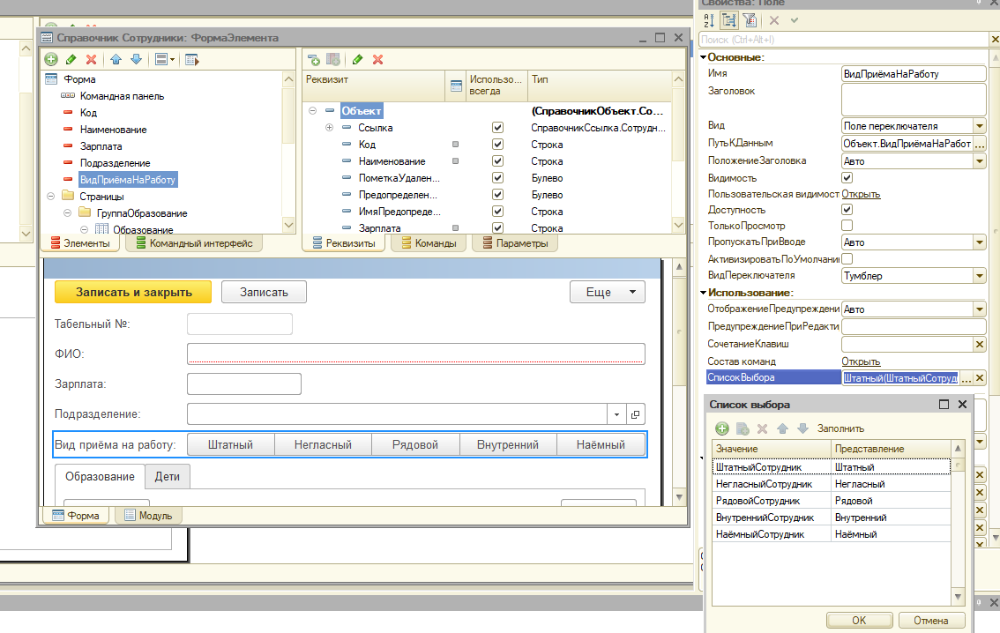 Свойства: Поле
Справочник Сотрудники: ФормаЭлемента
Форма
Командная панель
Код
Наименование
Зарплата
Подразделение
ВидПриёмаНаРаботу
Страницы
ГруппаОбразование
Образование
Элементы
Командный интерфейс
Реквизит
Использо...
всегда
Тип
Объект
(СправочникОбъект.Со...
Ссылка
СправочникСсылка.Сотрудн...
Код
Строка
Наименование
Строка
ПометкаУдален...
Булево
Предопределен...
Булево
ИмяПредопреде...
Строка
Зарплата
Строка
Реквизиты
Команды
Параметры
Записать и закрыть
Записать
Еще
Табельный №:
ФИО:
Зарплата:
Подразделение:
Вид приёма на работу:
Штатный
Негласный
Рядовой
Внутренний
Наёмный
Образование
Дети
Форма
Модуль
Поиск (Ctrl+Alt+I)
Основные:
Имя
ВидПриёмаНаРаботу
Заголовок
Вид
Поле переключателя
ПутьКДанным
Объект.ВидПриёмаНаРабот
ПоложениеЗаголовка
Авто
Видимость
Пользовательская видимост
Открыть
Доступность
ТолькоПросмотр
ПропускатьПриВводе
Авто
АктивизироватьПоУмолчани
ВидПереключателя
Тумблер
Использование:
ОтображениеПредупреждени
Авто
ПредупреждениеПриРедакти
СочетаниеКлавиш
Состав команд
Открыть
СписокВыбора
Штатный(ШтатныйСотруд
Список выбора
Заполнить
Значение
Представление
ШтатныйСотрудник
Штатный
НегласныйСотрудник
Негласный
РядовойСотрудник
Рядовой
ВнутреннийСотрудник
Внутренний
НаёмныйСотрудник
Наёмный
OK
Отмена